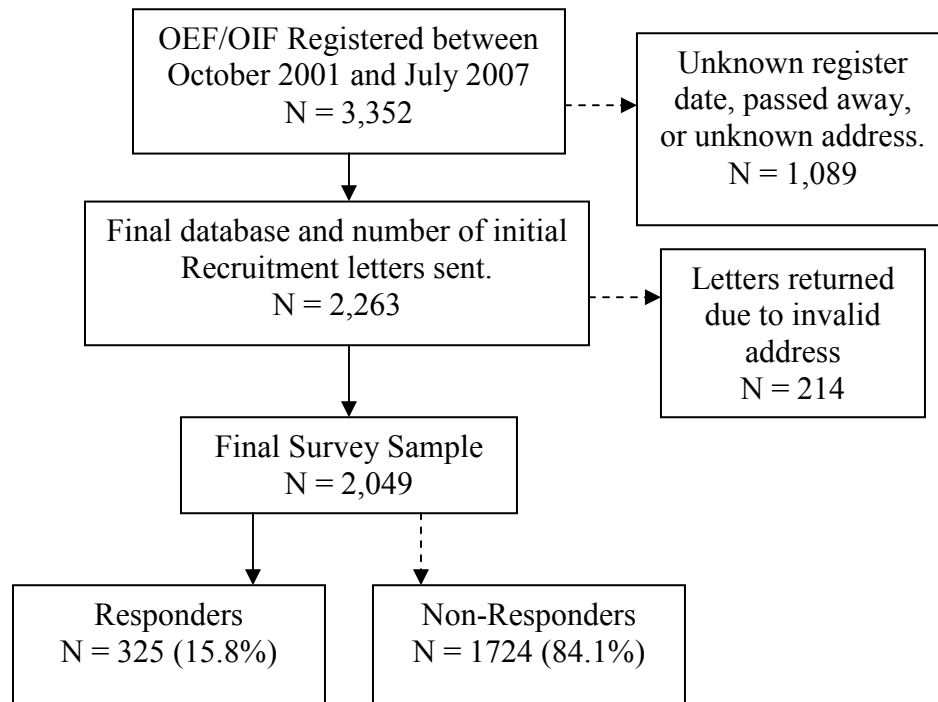 OEF/OIF Registered between
October 2001 and July 2007
N = 3,352
Unknown register
date, passed away,
or unknown address.
N = 1,089
Final database and number of initial
Recruitment letters sent.
N = 2,263
Letters returned
due to invalid
address
N = 214
Final Survey Sample
N = 2,049
Responders
N = 325 (15.8%)
Non-Responders
N = 1724 (84.1%)